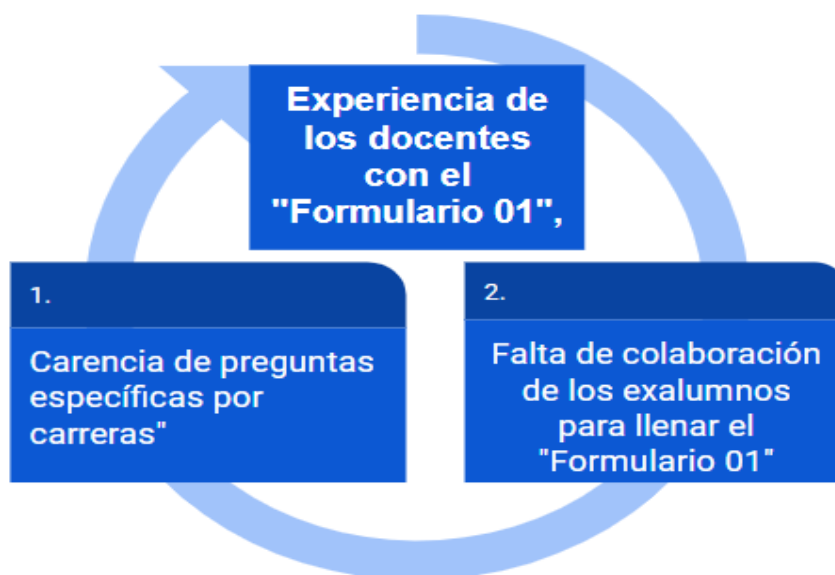 Experiencia de
los docentes
con el
"Formulario 01",
1.
Carencia de preguntas
específicas por
carreras"
2.
Falta de colaboración
de los exalumnos
para llenar el
"Formulario 01"